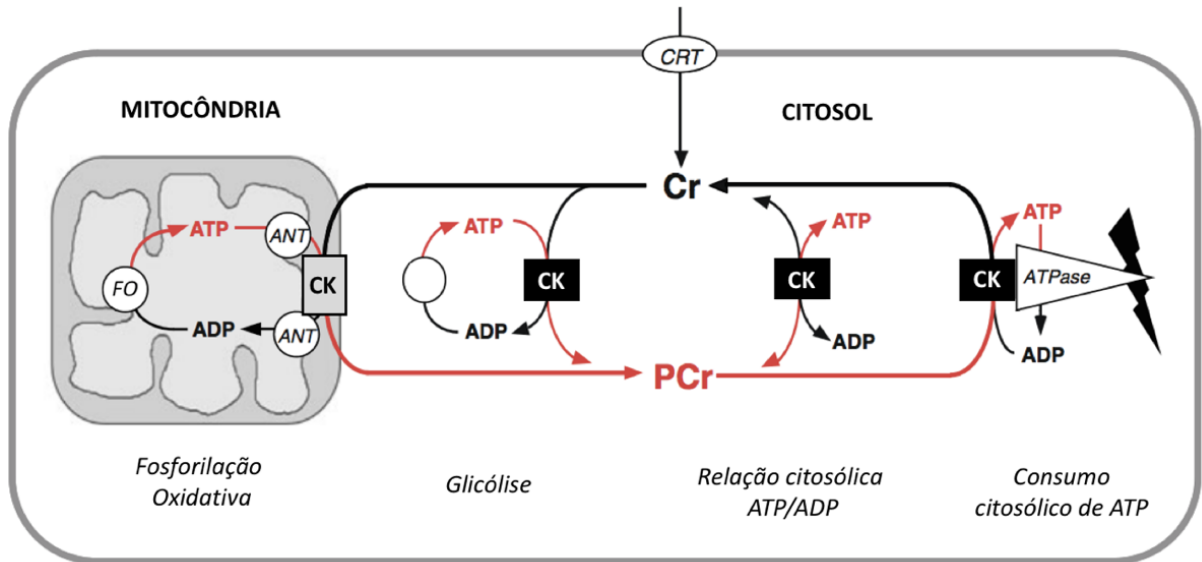 CRT
MITOCÔNDRIA
CITOSOL
Cr
ATP
ANT
FO
CK
ADP
ANT
ATP
CK
ADP
ATP
CK
ADP
ATP
CK
ATPase
ADP
PCr
Fosforilação
Oxidativa
Glicólise
Relação citosólica
ATP/ADP
Consumo
citosólico de ATP